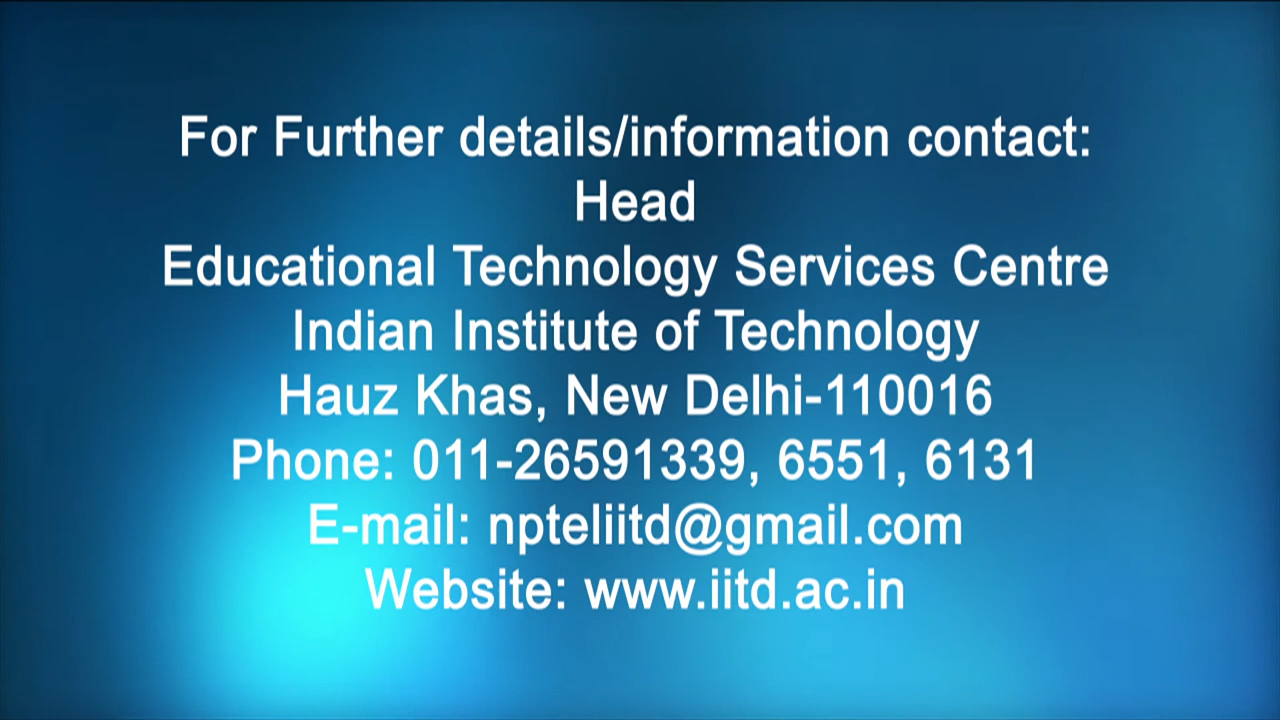 For Further details/information contact:
Head
Educational Technology Services Centre
Indian Institute of Technology
Hauz Khas, New Delhi-110016
Phone: 011-26591339, 6551, 6131
E-mail: npteliitd@gmail.com
Website: www.iitd.ac.in